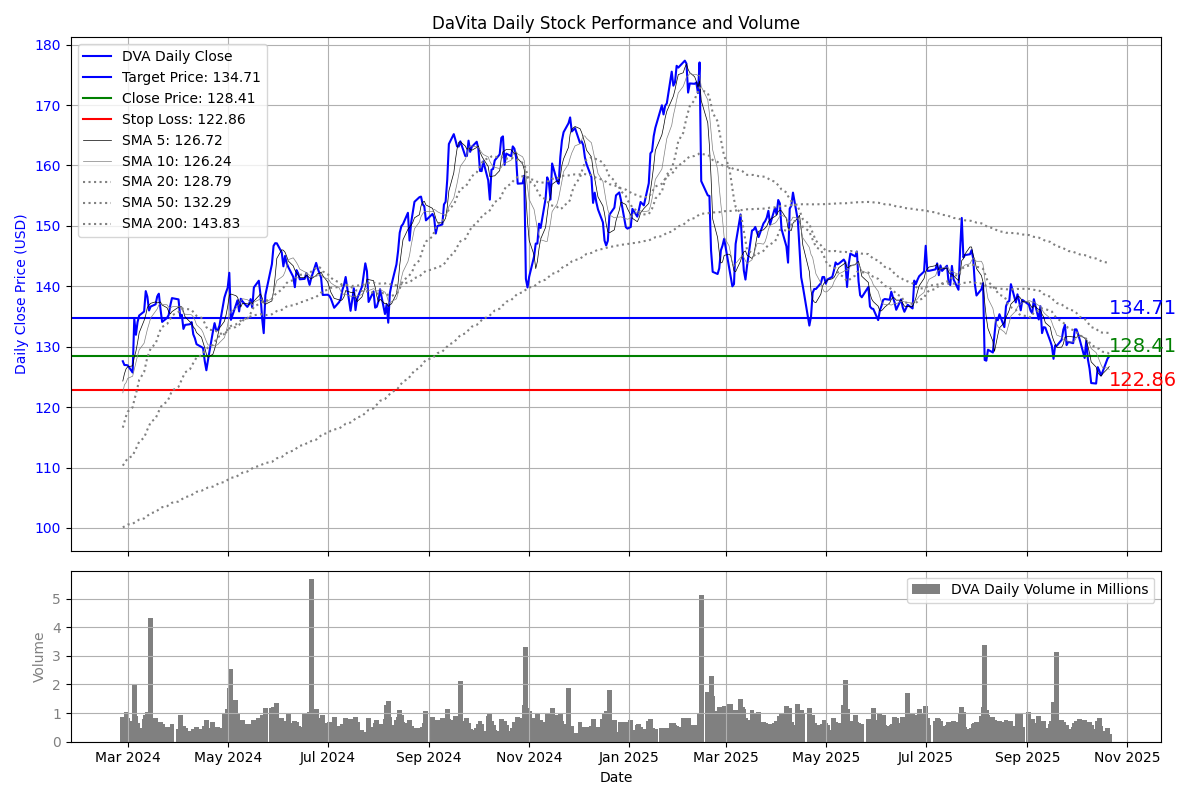 DaVita Daily Stock Performance and Volume
180
170
160
150
140
130
120
110
100
Daily Close Price (USD)
DVA Daily Close
Target Price: 134.71
Close Price: 128.41
Stop Loss: 122.86
SMA 5: 126.72
SMA 10: 126.24
SMA 20: 128.79
SMA 50: 132.29
SMA 200: 143.83
134.71
128.41
122.86
5
4
3
2
1
0
Volume
DVA Daily Volume in Millions
Mar 2024
May 2024
Jul 2024
Sep 2024
Nov 2024
Jan 2025
Mar 2025
May 2025
Jul 2025
Sep 2025
Nov 2025
Date